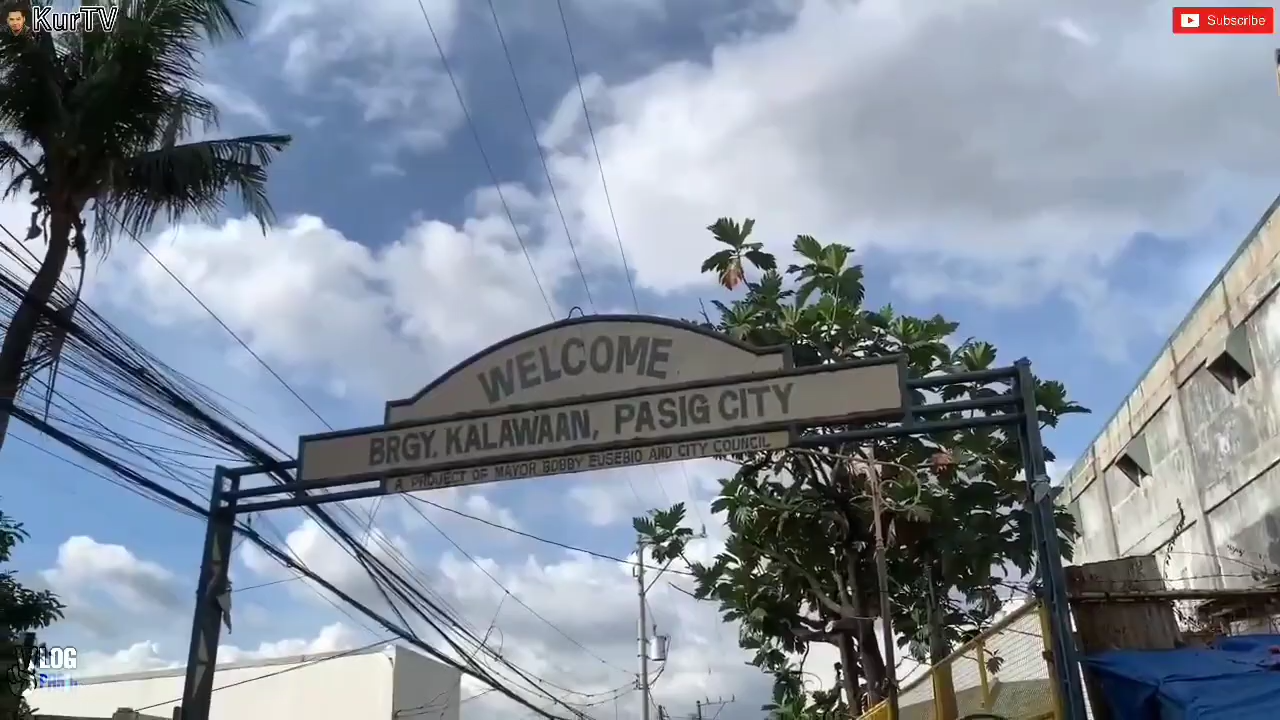 KurTV
Subscribe
WELCOME
BRGY. KALAWAAN, PASIG CITY
A PROJECT OF MAYOR BOBBY EUSEBIO AND CITY COUNCIL
VLOG